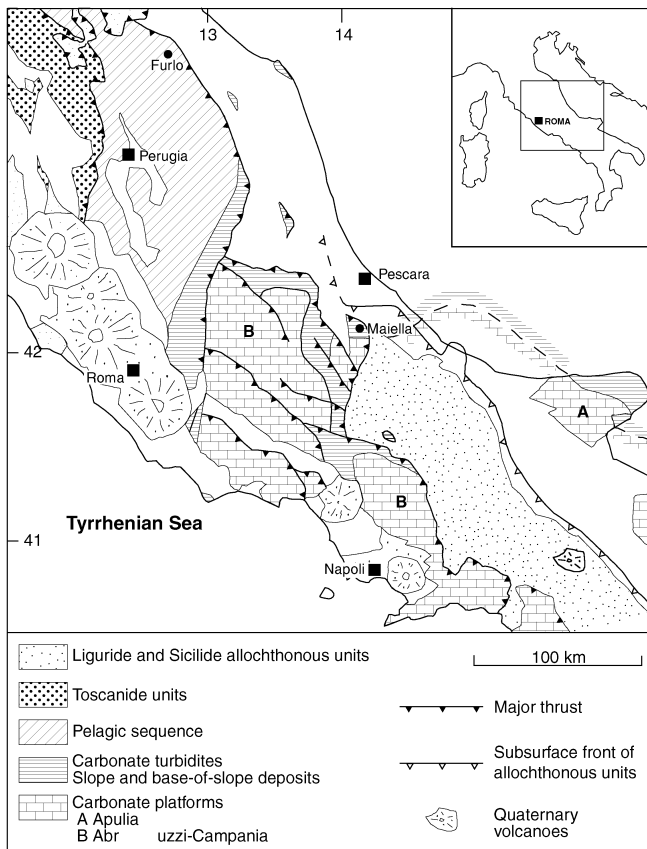 13 14
Furlo
ROMA
Perugia
Pescara
B
Maiella
42
Roma
A
B
Tyrrhenian Sea
41
Napoli
Liguride and Sicilide allochthonous units
100 km
Toscanide units
Major thrust
Pelagic sequence
Carbonate turbidites
Slope and base-of-slope deposits
Subsurface front of
allochthonous units
Carbonate platforms
A Apulia
B Abr uzzi-Campania
Quaternary
volcanoes